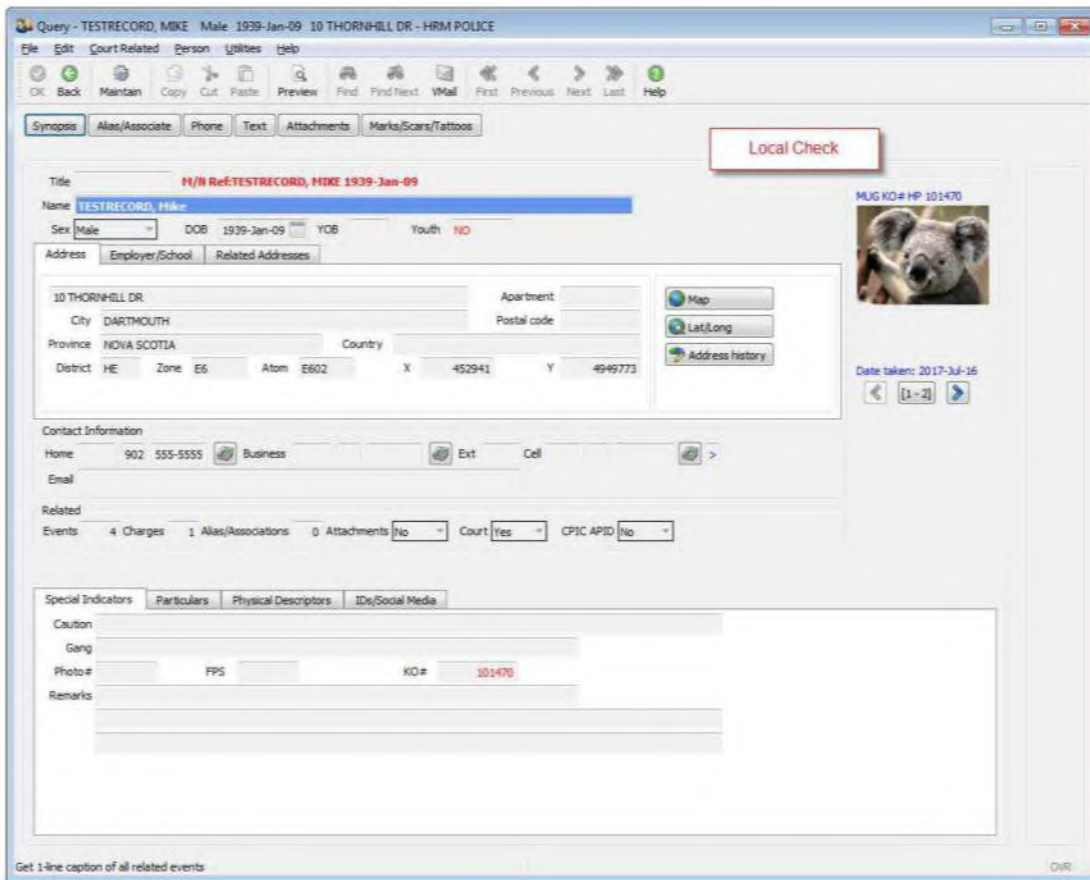 Query - TESTRECORD, MIKE Male 1939-Jan-09 10 THORNHILL DR - HRM POLICE
File Edit Court Related Person Utilities Help
OK Back Maintain Copy Cut Paste Preview Find Find Next VMail First Previous Next Last Help
Synopsis Alias/Associate Phone Text Attachments Marks/Scars/Tattoos
Local Check
Title M/N Ref:TESTRECORD, MIKE 1939-Jan-09
Name TESTRECORD, Mike
MUG KO# HP 101470
Sex Male DOB 1939-Jan-09 YOB Youth NO
Address Employer/School Related Addresses
10 THORNHILL DR Apartment
Map
City DARTMOUTH Postal code
Lat/Long
Province NOVA SCOTIA Country
Address history
District HE Zone E6 Atom E602 X 452941 Y 4949773
Date taken: 2017-Jul-16
[1 - 2]
Contact Information
Home 902 555-5555 Business Ext Cell >
Email
Related
Events 4 Charges 1 Alias/Associations 0 Attachments No Court Yes CPIC APID No
Special Indicators Particulars Physical Descriptors IDs/Social Media
Caution
Gang
Photo# FPS KO# 101470
Remarks
Get 1-line caption of all related events OVR